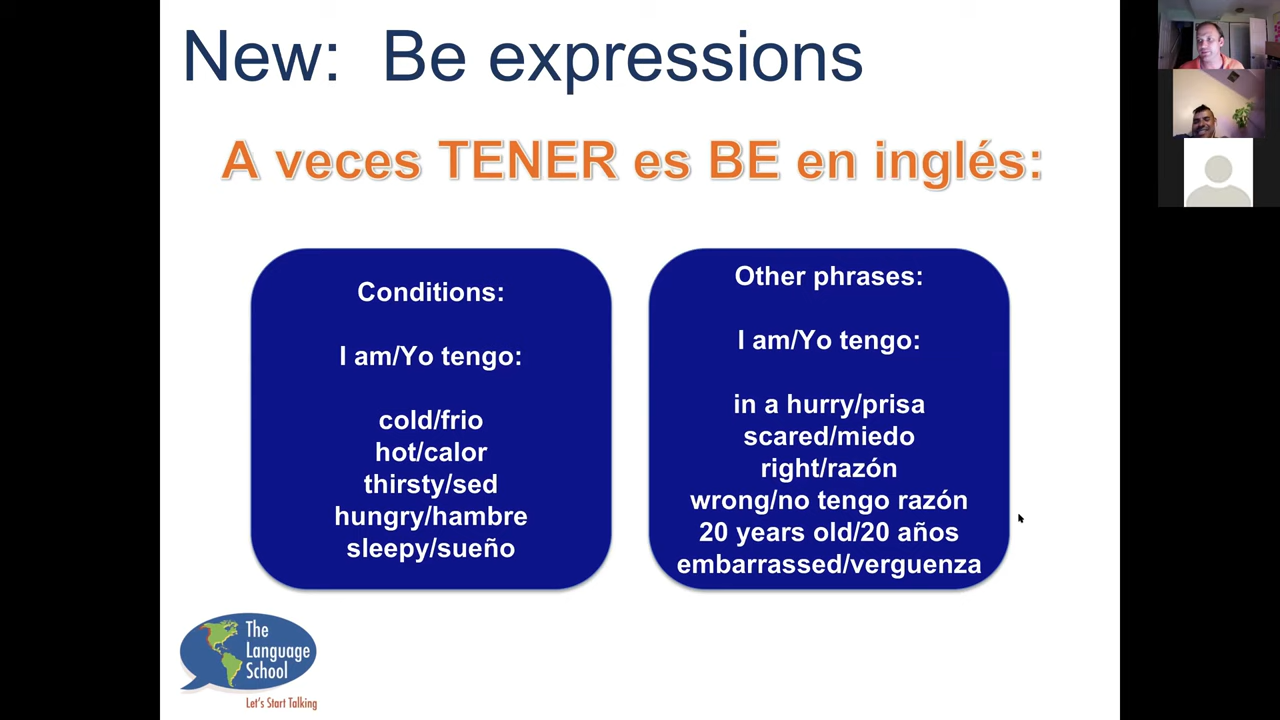 New: Be expressions
A veces TENER es BE en inglés:
Conditions:
I am/Yo tengo:
cold/frio
hot/calor
thirsty/sed
hungry/hambre
sleepy/sueño
Other phrases:
I am/Yo tengo:
in a hurry/prisa
scared/miedo
right/razón
wrong/no tengo razón
20 years old/20 años
embarrassed/verguenza
The
Language
School
Let's Start Talking